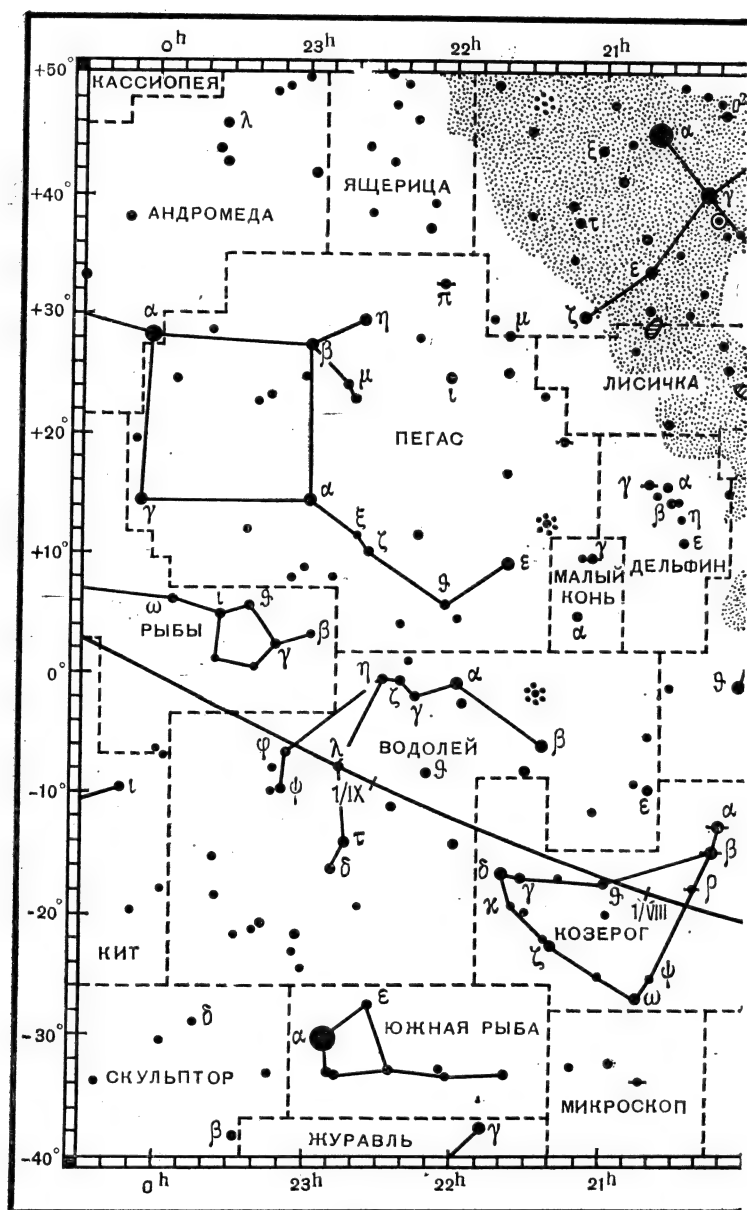 0ʰ 23ʰ 22ʰ 21ʰ
+50°
КАССИОПЕЯ
λ
α
ξ
ЯЩЕРИЦА
+40°
γ
АНДРОМЕДА
τ
ε
π
+30°
α
η
ζ
β
μ
μ
ι
ЛИСИЧКА
+20°
ПЕГАС
γ
α
γ
α
β
η
ξ
ζ
ε
+10°
ε
γ
ДЕЛЬФИН
МАЛЫЙ
КОНЬ
ϑ
α
ω
ι
ϑ
РЫБЫ
γ
β
0°
η
ζ
γ
α
ϑ
φ
λ
ВОДОЛЕЙ
β
ψ
1/IX
ϑ
-10°
ι
ε
α
τ
β
δ
δ
γ
ϑ
ρ
-20°
ϰ
1/VIII
КОЗЕРОГ
КИТ
ζ
ψ
ω
ε
δ
α
ЮЖНАЯ РЫБА
-30°
СКУЛЬПТОР
МИКРОСКОП
β
ЖУРАВЛЬ
γ
-40°
0ʰ 23ʰ 22ʰ 21ʰ